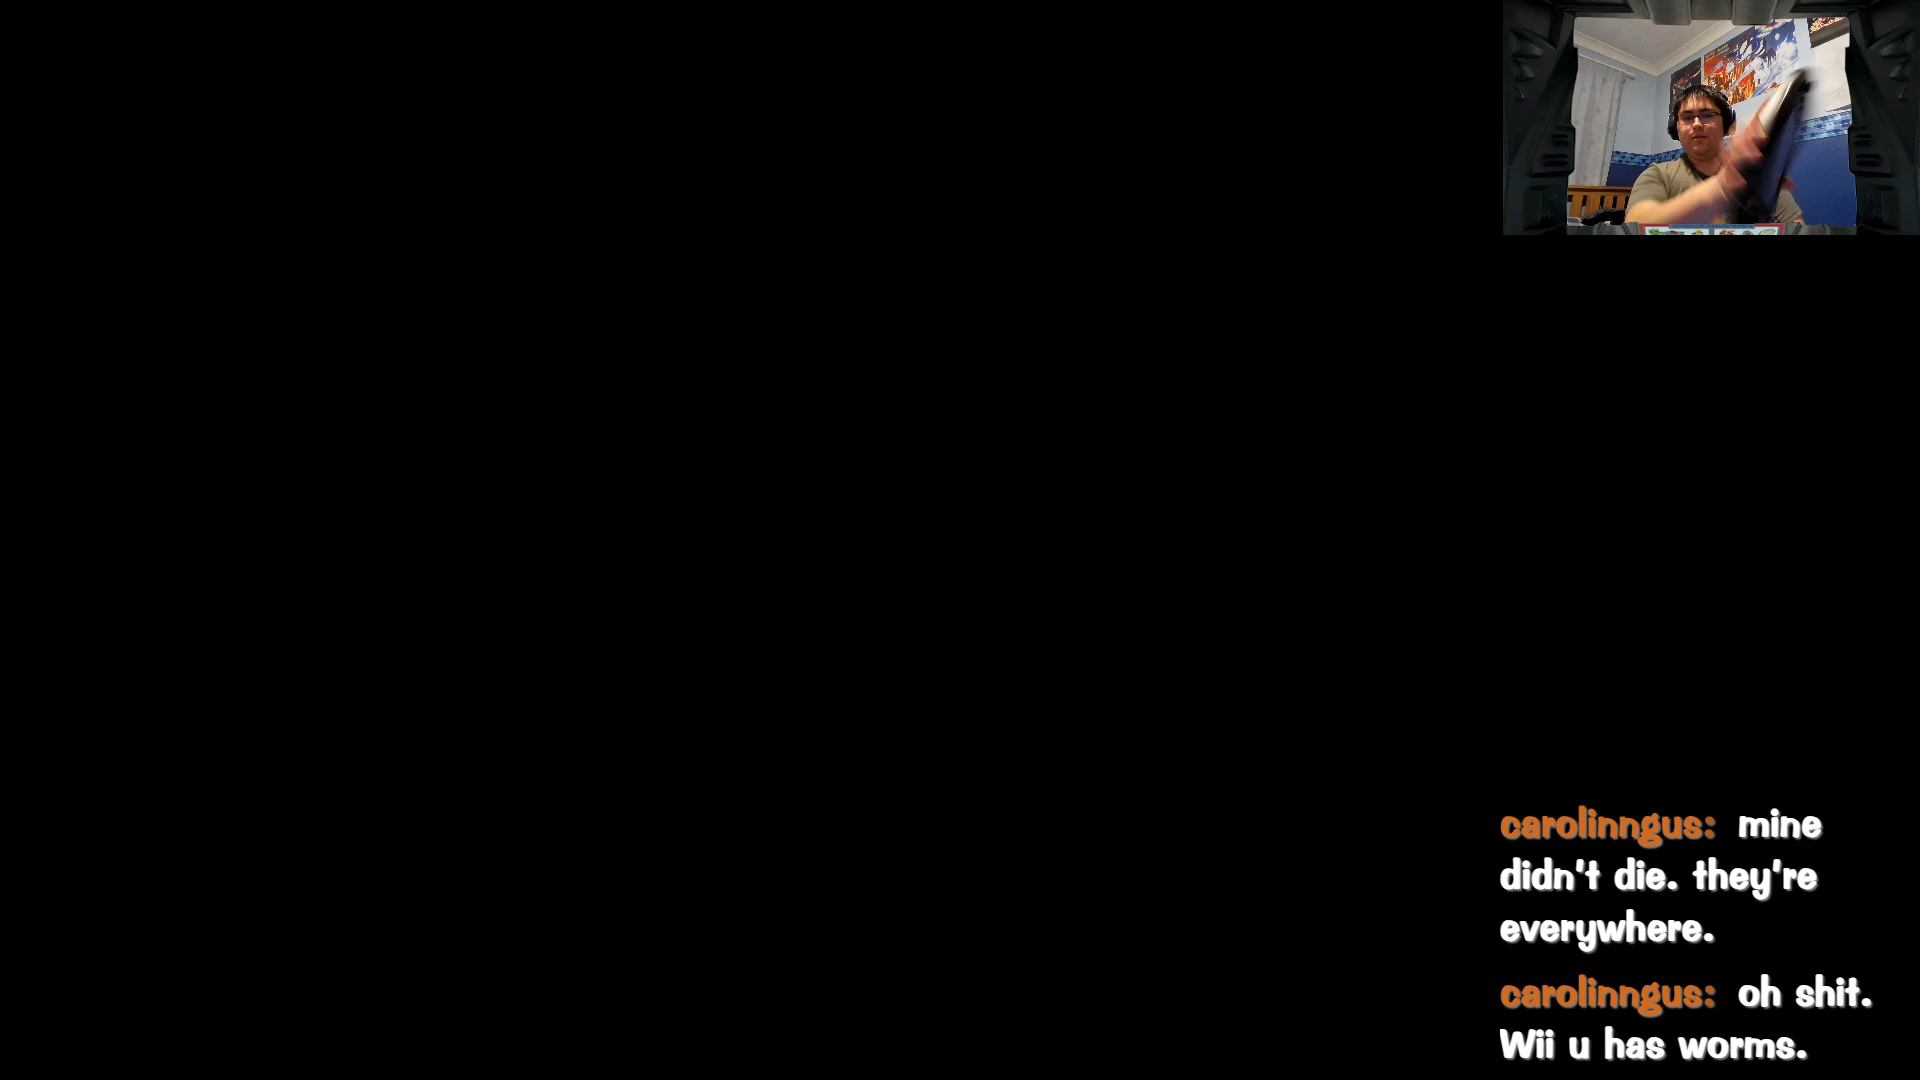 carolinngus: mine
didn't die. they're
everywhere.
carolinngus: oh shit.
Wii u has worms.